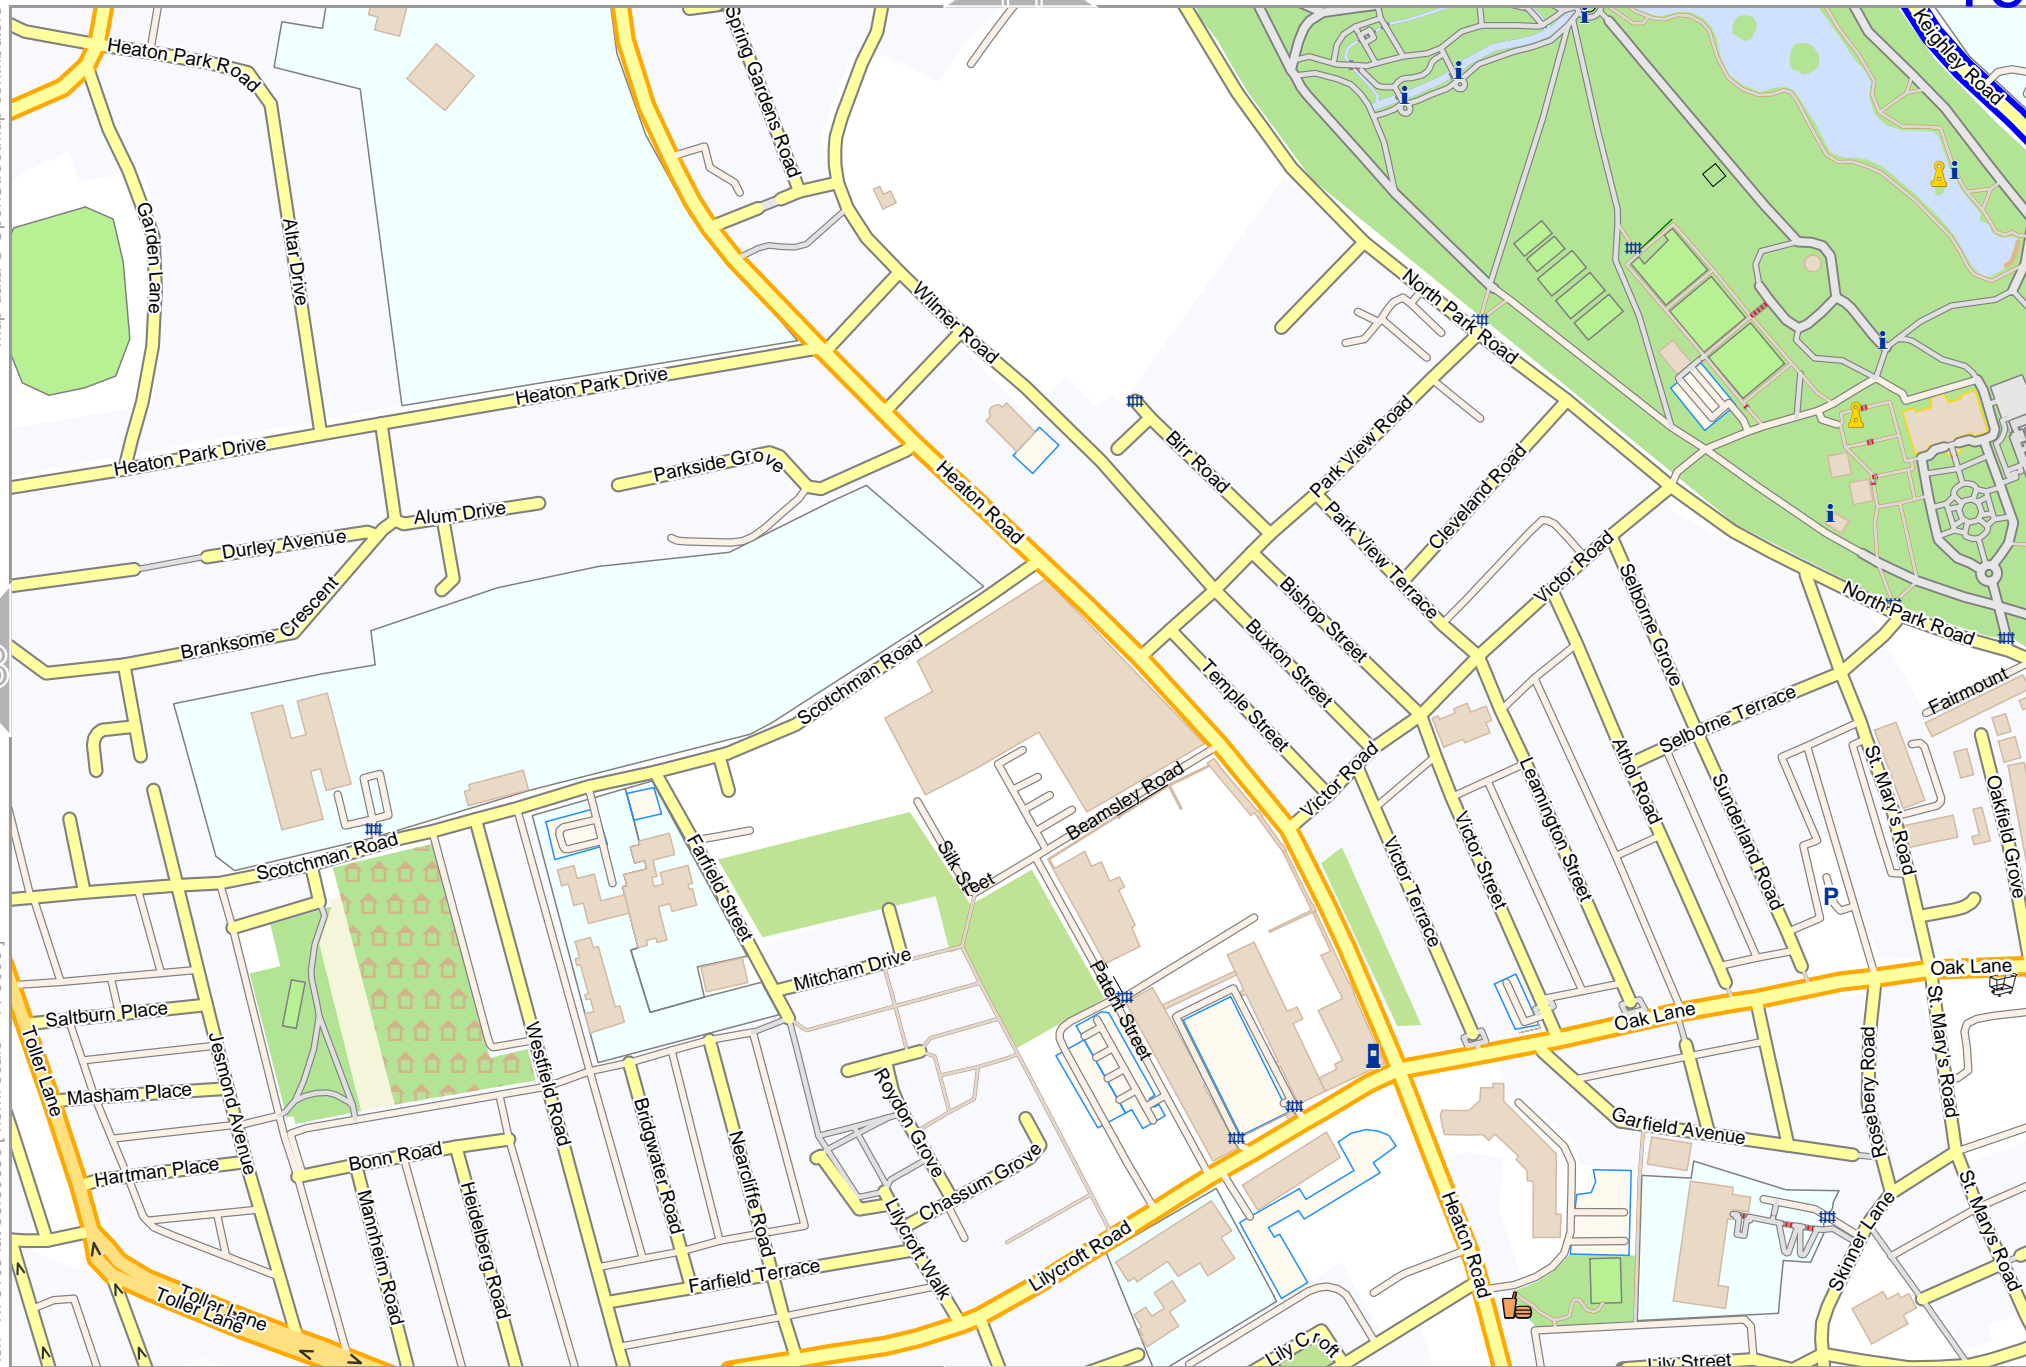 Keighley Road
Heaton Park Road
Spring Gardens Road
Garden Lane
Altar Drive
Wilmer Road
North Park Road
Heaton Park Drive
Heaton Park Drive
Parkside Grove
Birr Road
Park View Road
Cleveland Road
Heaton Road
Alum Drive
Durley Avenue
Park View Terrace
Victor Road
Selborne Grove
North Park Road
Branksome Crescent
Bishop Street
Buxton Street
Temple Street
Scotchman Road
Selborne Terrace
Fairmount
Victor Road
Beamsley Road
Athol Road
Leamington Street
Sunderland Road
St. Mary's Road
Oakfield Grove
Scotchman Road
Farfield Street
Silk Street
Victor Terrace
Victor Street
P
Mitcham Drive
Patent Street
Oak Lane
Oak Lane
Saltburn Place
Toller Lane
Jesmond Avenue
Westfield Road
St. Mary's Road
Rosebery Road
Masham Place
Bridgwater Road
Nearcliffe Road
Roydon Grove
Garfield Avenue
Hartman Place
Bonn Road
Chassum Grove
Mannheim Road
Heidelberg Road
Lilycroft Walk
Lilycroft Road
Heaton Road
Skinner Lane
St. Marys Road
Farfield Terrace
Toller Lane
Toller Lane
Lily Croft
Lily Street